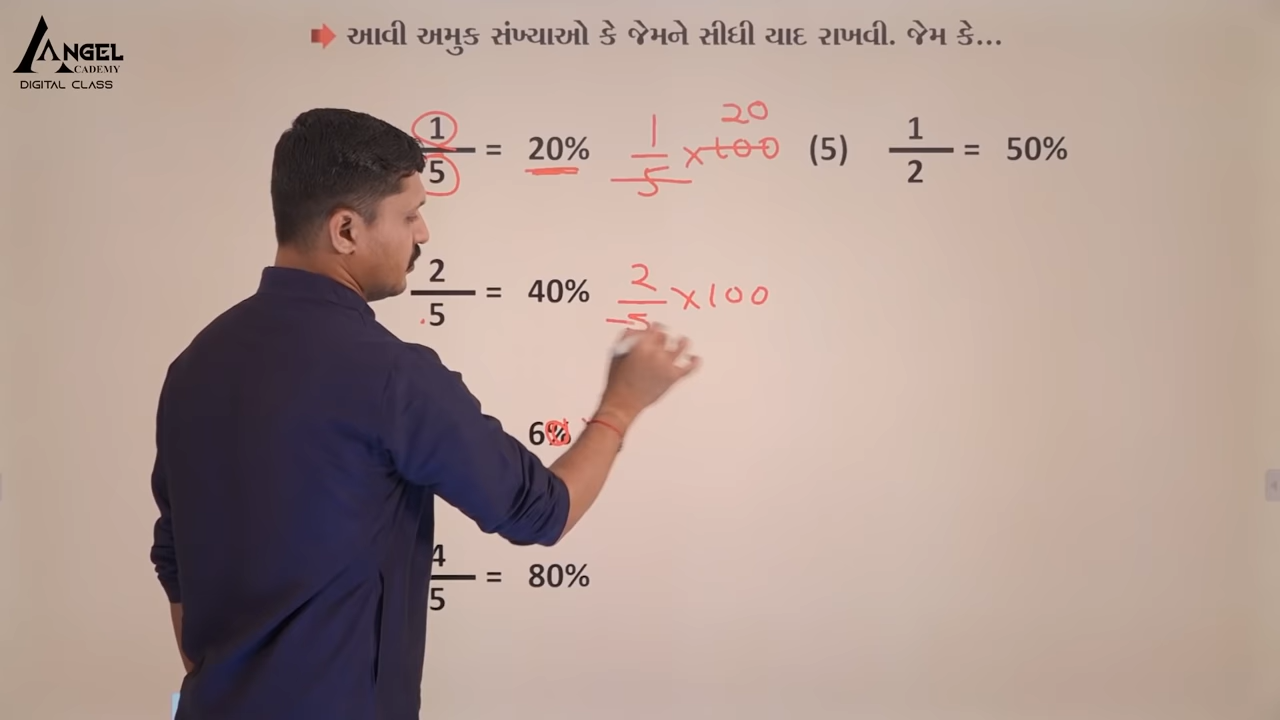 ANGEL
ACADEMY
DIGITAL CLASS
આવી અમુક સંખ્યાઓ કે જેમને સીધી યાદ રાખવી. જેમ કે...
1/5 = 20% 1/5 × 100 20 (5) 1/2 = 50%
2/5 = 40% 2/5 × 100
6
4/5 = 80%